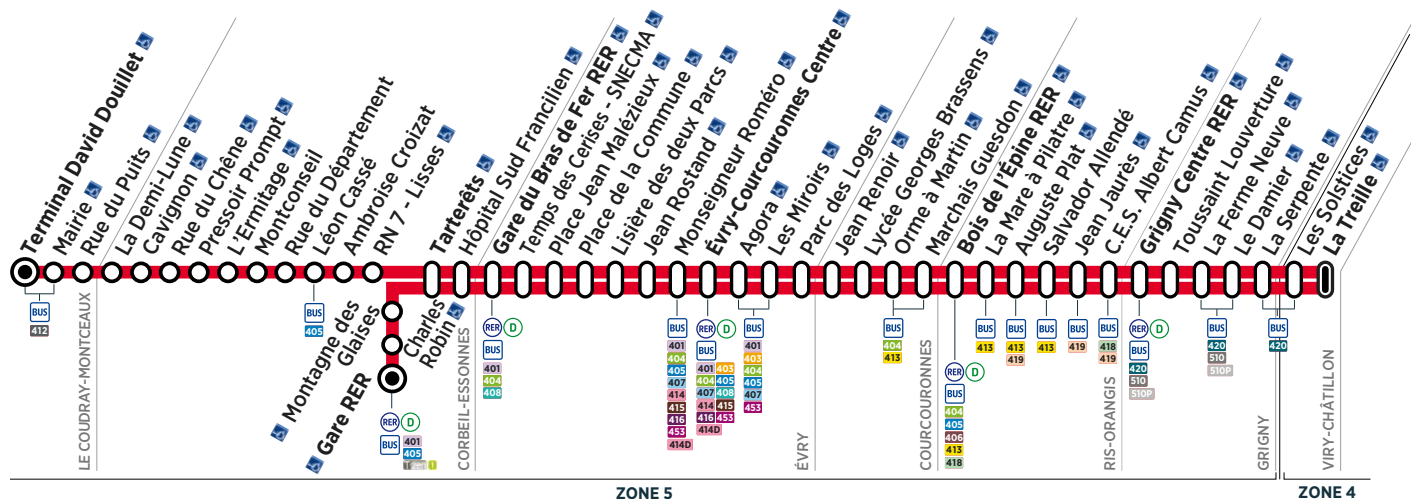 Terminal David Douillet
Mairie
Rue du Puits
La Demi-Lune
Cavignon
Rue du Chêne
Pressoir Prompt
L'Ermitage
Montconseil
Rue du Département
Léon Cassé
Ambroise Croizat
RN 7 - Lisses
Tarterêts
Hôpital Sud Francilien
Gare du Bras de Fer RER
Temps des Cerises - SNECMA
Place Jean Malézieux
Place de la Commune
Lisière des deux Parcs
Jean Rostand
Monseigneur Roméro
Évry-Courcouronnes Centre
Agora
Les Miroirs
Parc des Loges
Jean Renoir
Lycée Georges Brassens
Orme à Martin
Marchais Guesdon
Bois de l'Épine RER
La Mare à Pilatre
Auguste Plat
Salvador Allendé
Jean Jaurès
C.E.S. Albert Camus
Grigny Centre RER
Toussaint Louverture
La Ferme Neuve
Le Damier
La Serpente
Les Solstices
La Treille
Montagne des
Glaises
Charles
Robin
Gare RER
BUS
412
BUS
405
RER D
BUS 401
405
RER D
BUS
401
404
408
BUS
401
404
405
407
414
415
416
453
414D
RER D
BUS
401 403
404 405
407 408
414 415
416 453
414D
BUS
401
403
404
405
407
453
BUS
404
413
RER D
BUS
404
405
406
413
418
BUS
413
BUS
413
419
BUS
413
BUS
419
BUS
418
419
RER D
BUS
420
510
510P
BUS
420
510
510P
BUS
420
LE COUDRAY-MONTCEAUX
CORBEIL-ESSONNES
ÉVRY
COURCOURONNES
RIS-ORANGIS
GRIGNY
VIRY-CHÂTILLON
ZONE 5
ZONE 4